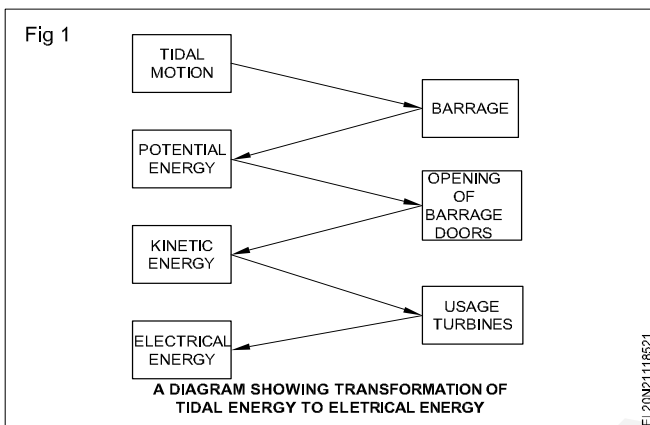 Fig 1
TIDAL
MOTION
BARRAGE
POTENTIAL
ENERGY
OPENING
OF
BARRAGE
DOORS
KINETIC
ENERGY
USAGE
TURBINES
ELECTRICAL
ENERGY
A DIAGRAM SHOWING TRANSFORMATION OF
TIDAL ENERGY TO ELETRICAL ENERGY
EL20N21118521